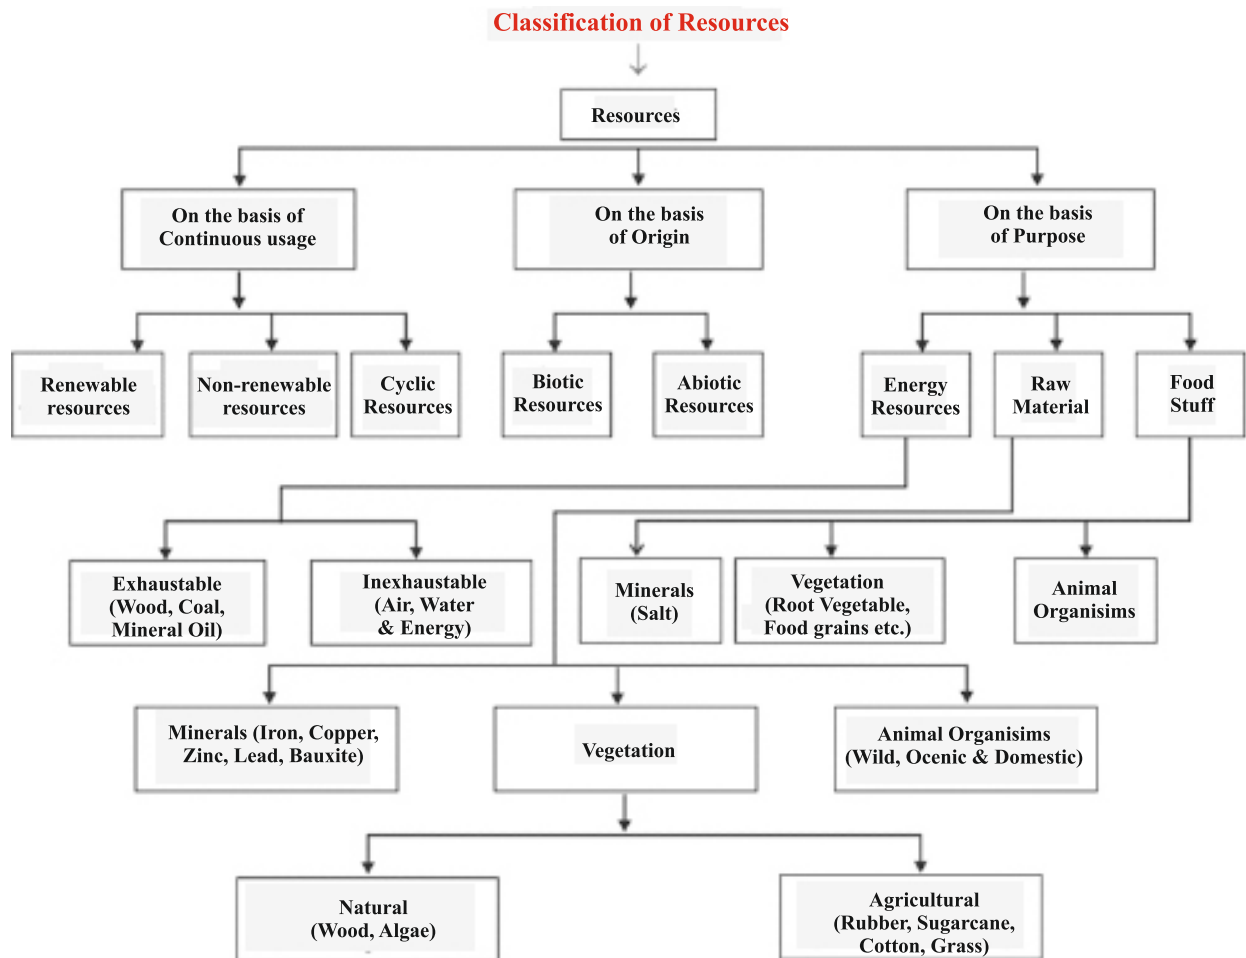 Classification of Resources
Resources
On the basis of
Continuous usage
On the basis
of Origin
On the basis
of Purpose
Renewable
resources
Non-renewable
resources
Cyclic
Resources
Biotic
Resources
Abiotic
Resources
Energy
Resources
Raw
Material
Food
Stuff
Exhaustable
(Wood, Coal,
Mineral Oil)
Inexhaustable
(Air, Water
& Energy)
Minerals
(Salt)
Vegetation
(Root Vegetable,
Food grains etc.)
Animal
Organisims
Minerals (Iron, Copper,
Zinc, Lead, Bauxite)
Vegetation
Animal Organisims
(Wild, Ocenic & Domestic)
Natural
(Wood, Algae)
Agricultural
(Rubber, Sugarcane,
Cotton, Grass)